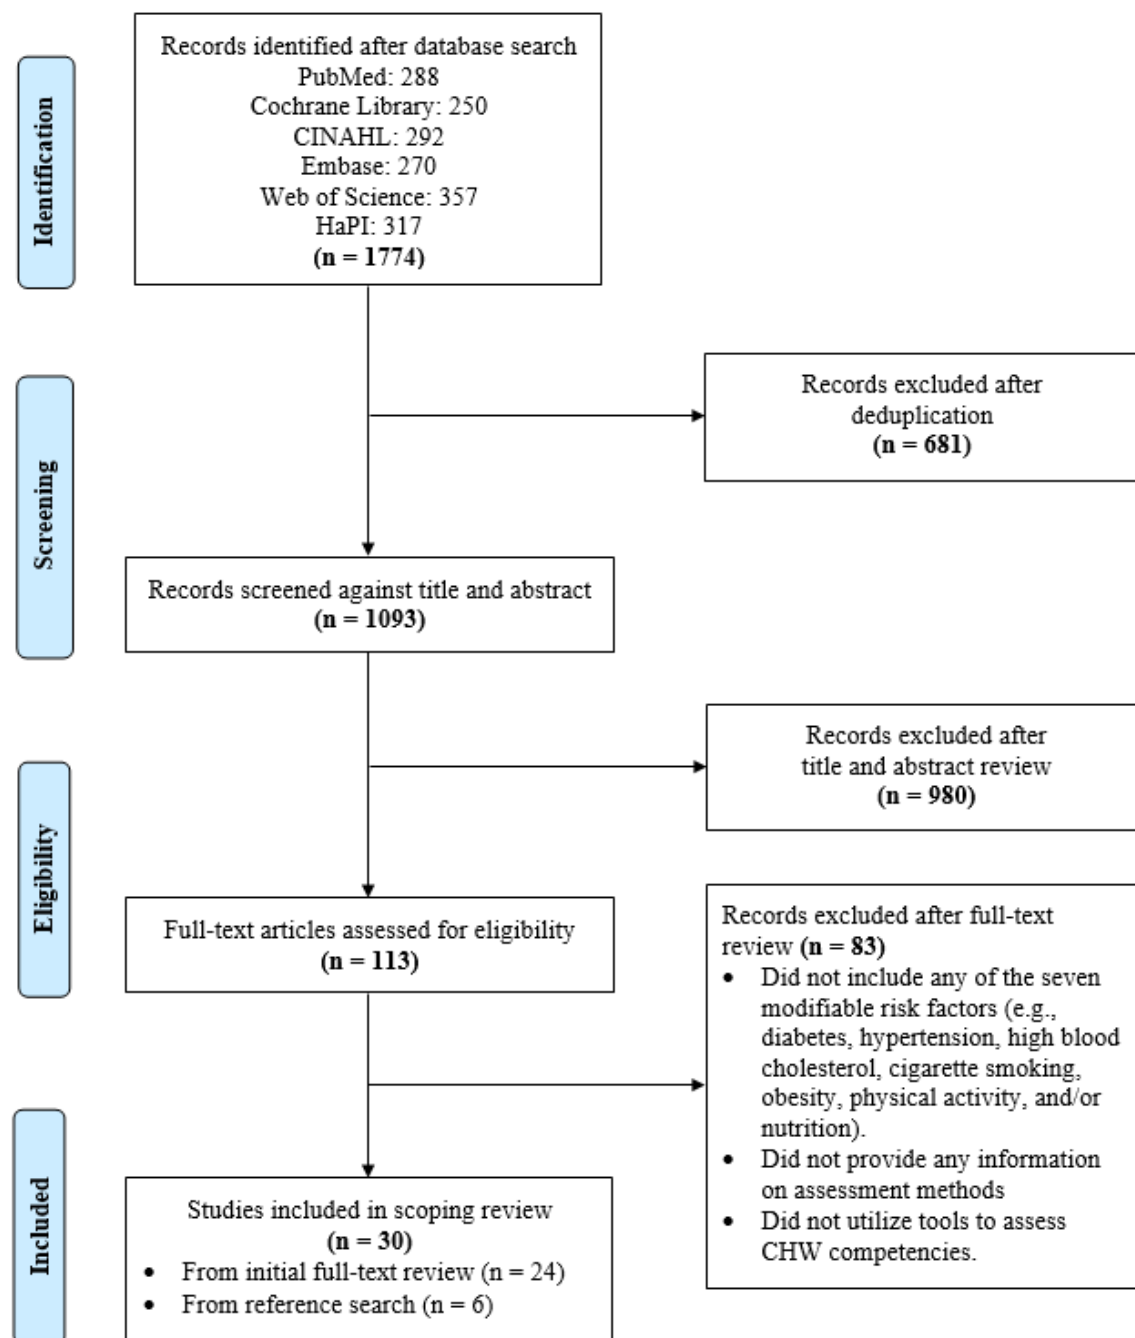 Identification
Records identified after database search
PubMed: 288
Cochrane Library: 250
CINAHL: 292
Embase: 270
Web of Science: 357
HaPI: 317
(n = 1774)
Screening
Records excluded after
deduplication
(n = 681)
Records screened against title and abstract
(n = 1093)
Eligibility
Records excluded after
title and abstract review
(n = 980)
Full-text articles assessed for eligibility
(n = 113)
Records excluded after full-text
review (n = 83)
• Did not include any of the seven
modifiable risk factors (e.g.,
diabetes, hypertension, high blood
cholesterol, cigarette smoking,
obesity, physical activity, and/or
nutrition).
• Did not provide any information
on assessment methods
• Did not utilize tools to assess
CHW competencies.
Included
Studies included in scoping review
(n = 30)
• From initial full-text review (n = 24)
• From reference search (n = 6)